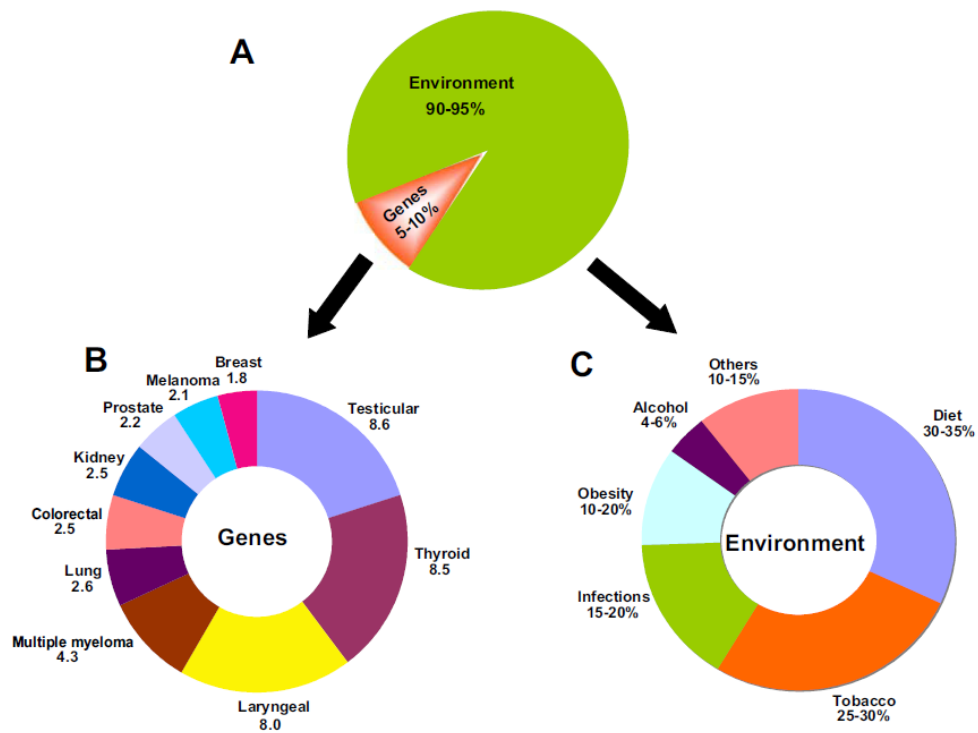 A
Environment
90-95%
Genes
5-10%
B
Breast
1.8
Melanoma
2.1
Prostate
2.2
Kidney
2.5
Colorectal
2.5
Lung
2.6
Multiple myeloma
4.3
Laryngeal
8.0
Thyroid
8.5
Testicular
8.6
Genes
C
Others
10-15%
Alcohol
4-6%
Obesity
10-20%
Infections
15-20%
Tobacco
25-30%
Diet
30-35%
Environment